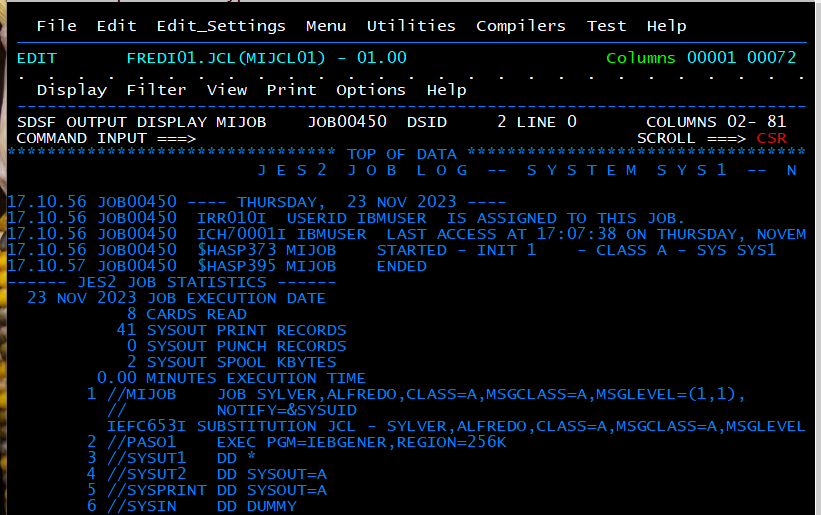 File  Edit  Edit_Settings  Menu  Utilities  Compilers  Test  Help
EDIT       FREDI01.JCL(MIJCL01) - 01.00                    Columns 00001 00072
. . . . . . . . . . . . . . . . . . . . . . . . . . .
Display  Filter  View  Print  Options  Help
-------------------------------------------------------------------------------
SDSF OUTPUT DISPLAY MIJOB    JOB00450  DSID     2 LINE 0       COLUMNS 02- 81
COMMAND INPUT ===>                                            SCROLL ===> CSR
********************************* TOP OF DATA **********************************
J E S 2  J O B  L O G  --  S Y S T E M  S Y S 1  --  N
17.10.56 JOB00450 ---- THURSDAY,  23 NOV 2023 ----
17.10.56 JOB00450  IRR010I  USERID IBMUSER  IS ASSIGNED TO THIS JOB.
17.10.56 JOB00450  ICH70001I IBMUSER  LAST ACCESS AT 17:07:38 ON THURSDAY, NOVEM
17.10.56 JOB00450  $HASP373 MIJOB    STARTED - INIT 1    - CLASS A - SYS SYS1
17.10.57 JOB00450  $HASP395 MIJOB    ENDED
------ JES2 JOB STATISTICS ------
23 NOV 2023 JOB EXECUTION DATE
8 CARDS READ
41 SYSOUT PRINT RECORDS
0 SYSOUT PUNCH RECORDS
2 SYSOUT SPOOL KBYTES
0.00 MINUTES EXECUTION TIME
1 //MIJOB    JOB SYLVER,ALFREDO,CLASS=A,MSGCLASS=A,MSGLEVEL=(1,1),
//         NOTIFY=&SYSUID
IEFC653I SUBSTITUTION JCL - SYLVER,ALFREDO,CLASS=A,MSGCLASS=A,MSGLEVEL
2 //PASO1    EXEC PGM=IEBGENER,REGION=256K
3 //SYSUT1   DD *
4 //SYSUT2   DD SYSOUT=A
5 //SYSPRINT DD SYSOUT=A
6 //SYSIN    DD DUMMY